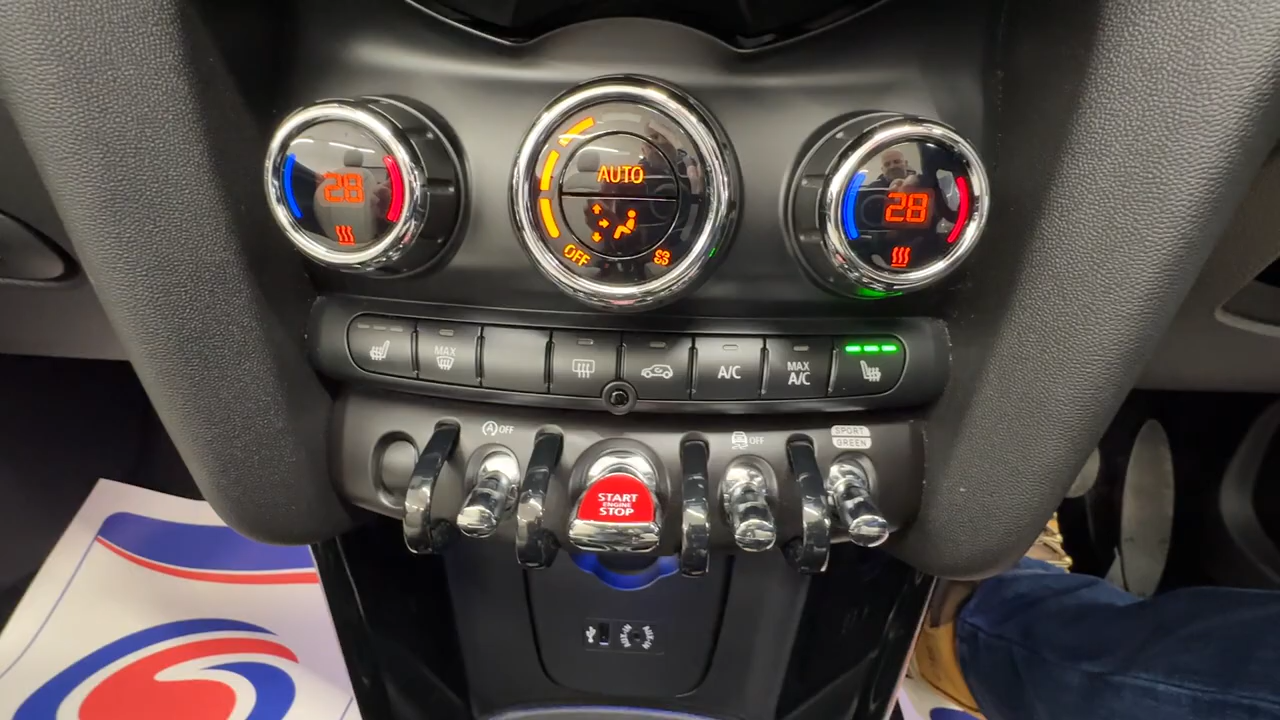 28
AUTO
OFF
28
MAX
A/C
MAX
A/C
OFF
START
ENGINE
STOP
OFF
SPORT
GREEN